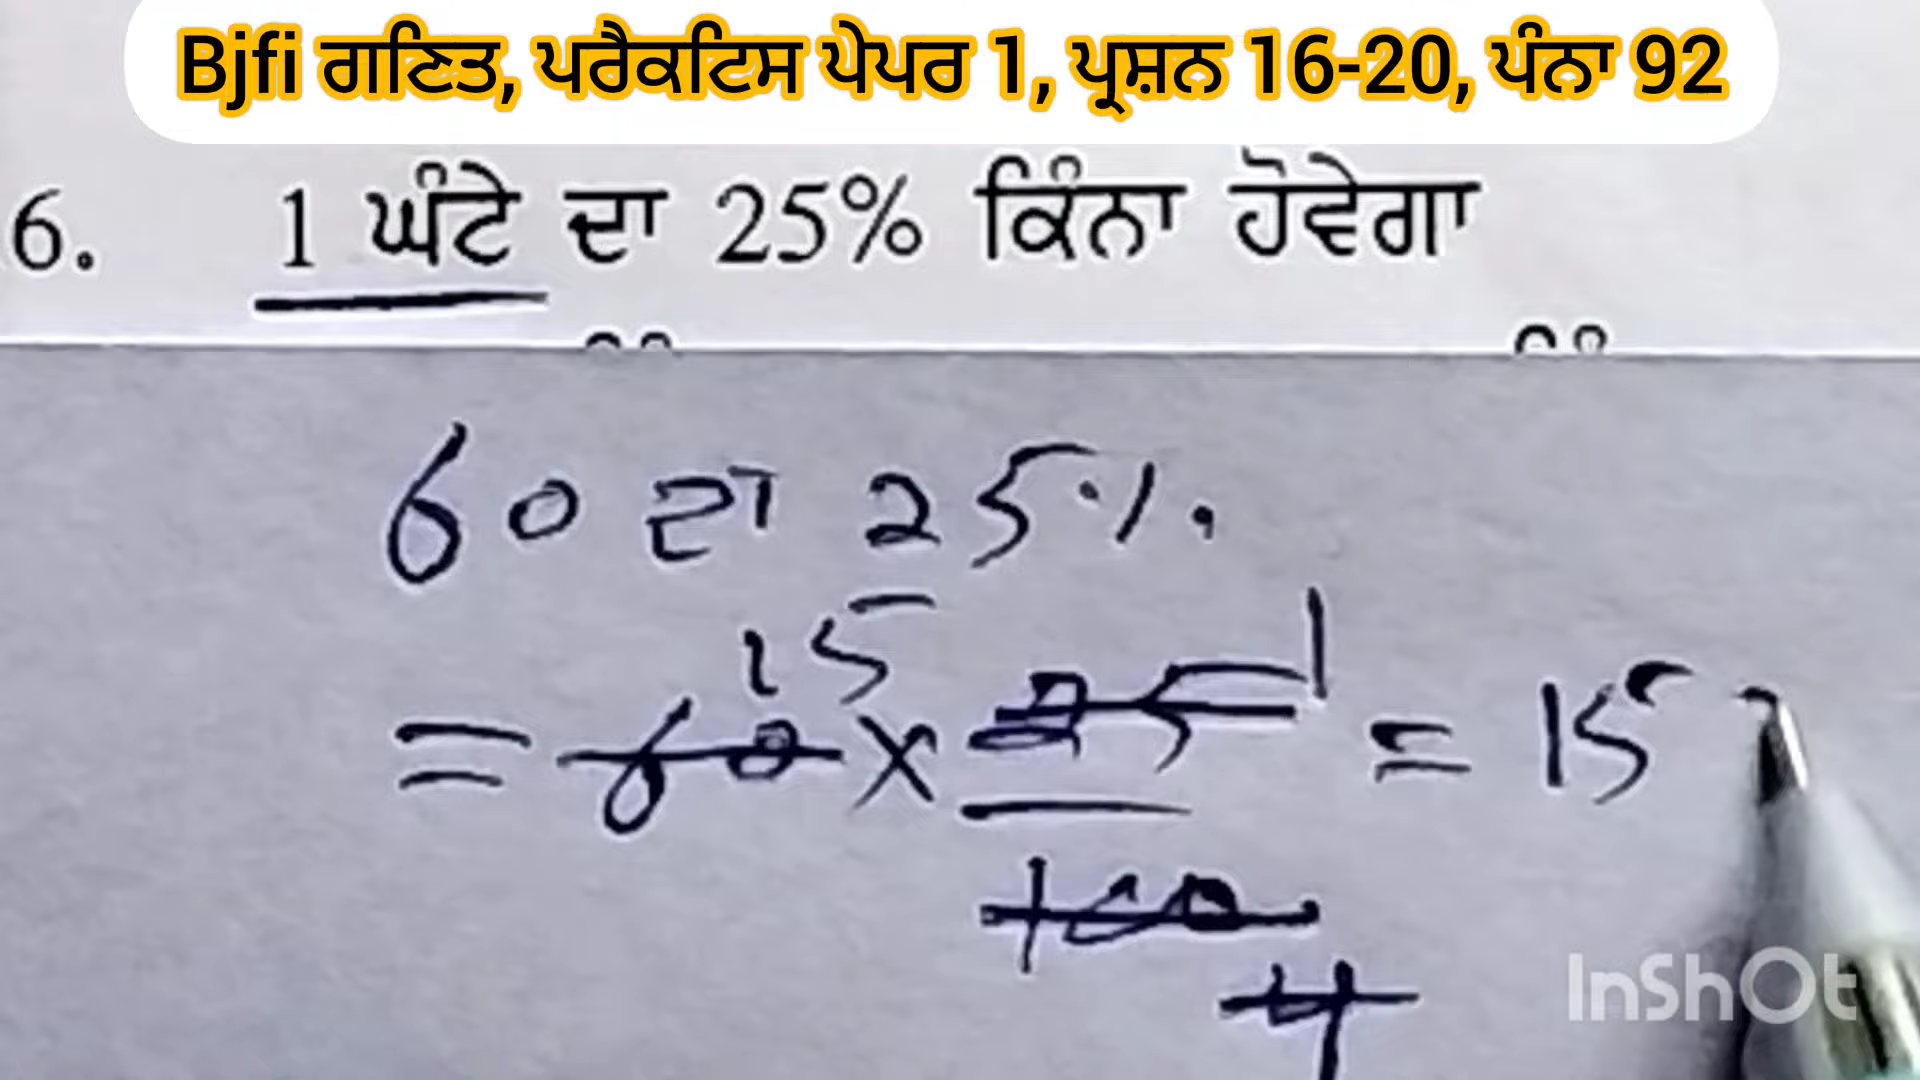 Bjfi ਗਣਿਤ, ਪਰੈਕਟਿਸ ਪੇਪਰ 1, ਪ੍ਰਸ਼ਨ 16-20, ਪੰਨਾ 92
6. 1 ਘੰਟੇ ਦਾ 25% ਕਿੰਨਾ ਹੋਵੇਗਾ
60 ਦਾ 25%
15 1
= 60 × 25 = 15
100
4
InShOt